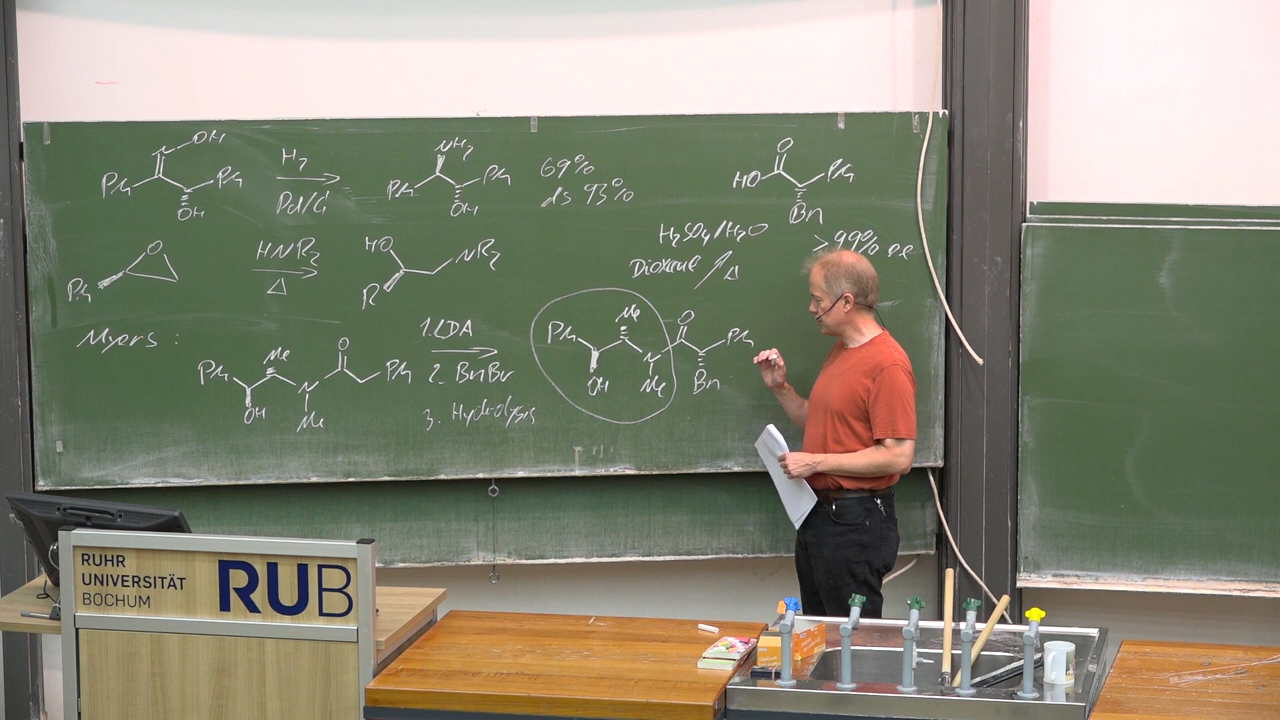 N OH
Ph Ph
OH
H2
Pd/C
NH2
Ph Ph
OH
69%
ds 93%
O
HO Ph
Bn
>99% ee
H2SO4/H2O
Dioxane Δ
O
Ph
HNR2
Δ
HO NR2
R
Myers:
Me O
Ph N Ph
OH Me
1. LDA
2. BnBr
3. Hydrolysis
Me O
Ph N Ph
OH Me Bn
RUHR
UNIVERSITÄT
BOCHUM
RUB